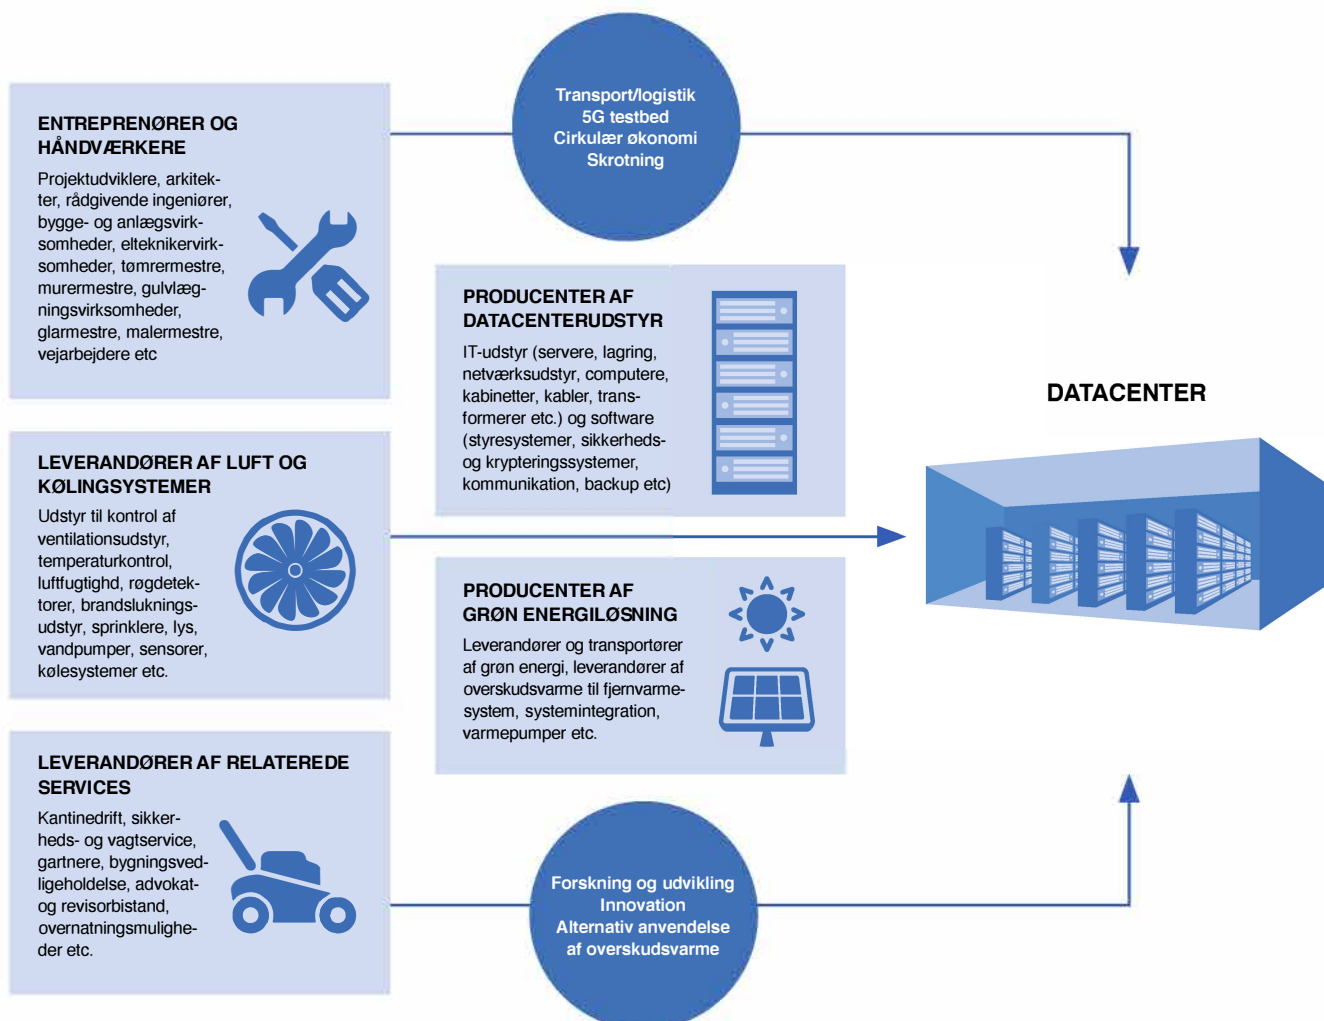 Transport/logistik
5G testbed
Cirkulær økonomi
Skrotning
ENTREPRENØRER OG
HÅNDVÆRKERE
Projektudviklere, arkitek-
ter, rådgivende ingeniører,
bygge- og anlægsvirk-
somheder, elteknikervirk-
somheder, tømrermestre,
murermestre, gulvlæg-
ningsvirksomheder,
glarmestre, malermestre,
vejarbejdere etc
PRODUCENTER AF
DATACENTERUDSTYR
IT-udstyr (servere, lagring,
netværksudstyr, computere,
kabinetter, kabler, trans-
formerer etc.) og software
(styresystemer, sikkerheds-
og krypteringssystemer,
kommunikation, backup etc)
DATACENTER
LEVERANDØRER AF LUFT OG
KØLINGSYSTEMER
Udstyr til kontrol af
ventilationsudstyr,
temperaturkontrol,
luftfugtighd, røgdetek-
torer, brandsluknings-
udstyr, sprinklere, lys,
vandpumper, sensorer,
kølesystemer etc.
PRODUCENTER AF
GRØN ENERGILØSNING
Leverandører og transportører
af grøn energi, leverandører af
overskudsvarme til fjernvarme-
system, systemintegration,
varmepumper etc.
LEVERANDØRER AF RELATEREDE
SERVICES
Kantinedrift, sikker-
heds- og vagtservice,
gartnere, bygningsved-
ligeholdelse, advokat-
og revisorbistand,
overnatningsmulighe-
der etc.
Forskning og udvikling
Innovation
Alternativ anvendelse
af overskudsvarme